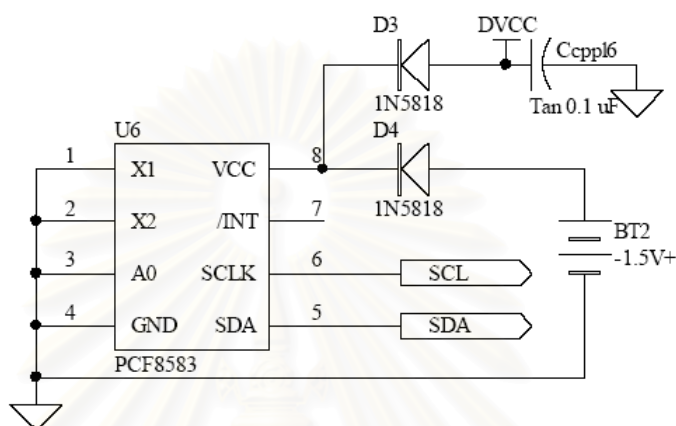 D3
DVCC
Ccppl6
1N5818
Tan 0.1 uF
D4
U6
1
X1
VCC
8
1N5818
2
X2
/INT
7
BT2
-1.5V+
3
A0
SCLK
6
SCL
4
GND
SDA
5
SDA
PCF8583